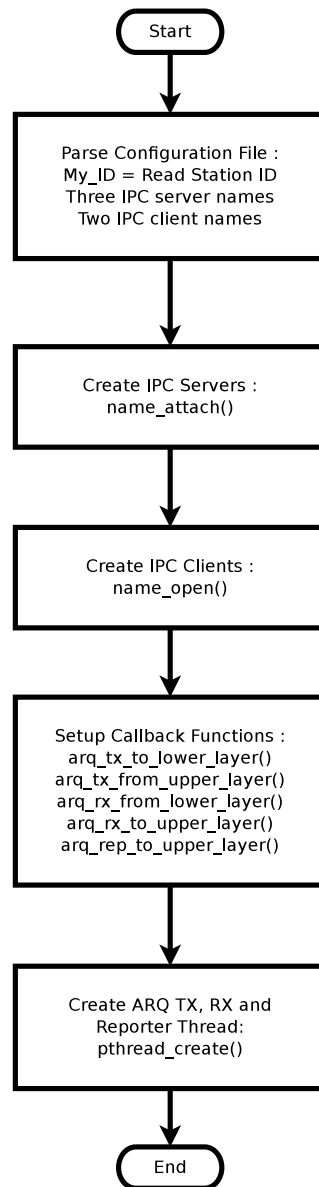 Start
Parse Configuration File :
My_ID = Read Station ID
Three IPC server names
Two IPC client names
Create IPC Servers :
name_attach()
Create IPC Clients :
name_open()
Setup Callback Functions :
arq_tx_to_lower_layer()
arq_tx_from_upper_layer()
arq_rx_from_lower_layer()
arq_rx_to_upper_layer()
arq_rep_to_upper_layer()
Create ARQ TX, RX and
Reporter Thread:
pthread_create()
End